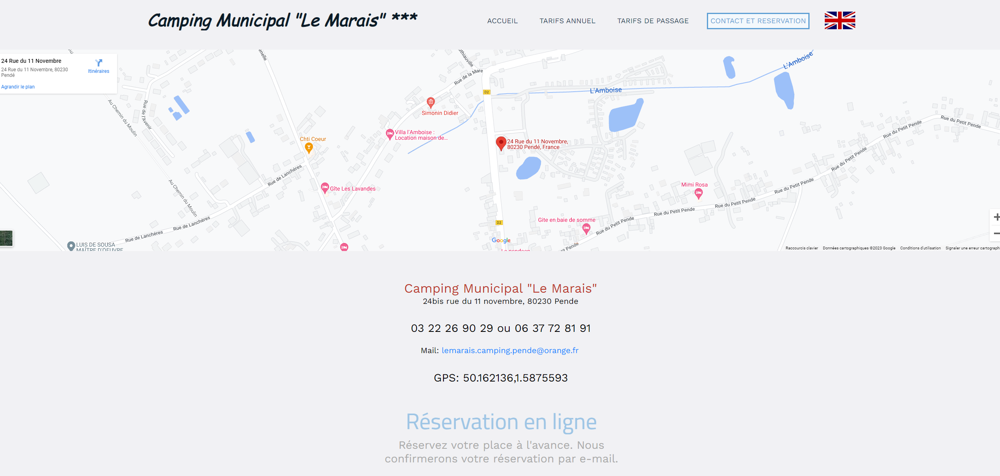 Camping Municipal "Le Marais" ***
ACCUEIL
TARIFS ANNUEL
TARIFS DE PASSAGE
CONTACT ET RESERVATION
24 Rue du 11 Novembre
24 Rue du 11 Novembre, 80230
Pendé
Itinéraires
Agrandir le plan
Au
enelle
uthiauville
Rue de la Mare
L'Amboise
L'Amboise
D2
Au Chemin du Moulin
Rue de l'Avenir
Simonin Didier
Villa l'Amboise :
Location maison de...
Chti Coeur
24 Rue du 11 Novembre,
80230 Pendé, France
Rue du Petit Pende
Rue du Petit Pende
Rue du Petit Pende
Rue de Lanchéres
Au Chemin du Moulin
Gîte Les Lavandes
Mimi Rosa
Rue du Petit Pende
Rue du Petit Pende
Rue du Petit Pende
Gite en baie de somme
Rue du Petit Pende
D2
Rue de Lanchéres
Rue de Lanchéres
LUIS DE SOUSA
MAÎTRE D'OEUVRE
Google
Le pendeen
tit Pende
Raccourcis clavier
Données cartographiques ©2023 Google
Conditions d'utilisation
Signaler une erreur cartographi
Camping Municipal "Le Marais"
24bis rue du 11 novembre, 80230 Pende
03 22 26 90 29 ou 06 37 72 81 91
Mail: lemarais.camping.pende@orange.fr
GPS: 50.162136,1.5875593
Réservation en ligne
Réservez votre place à l'avance. Nous
confirmerons votre réservation par e-mail.